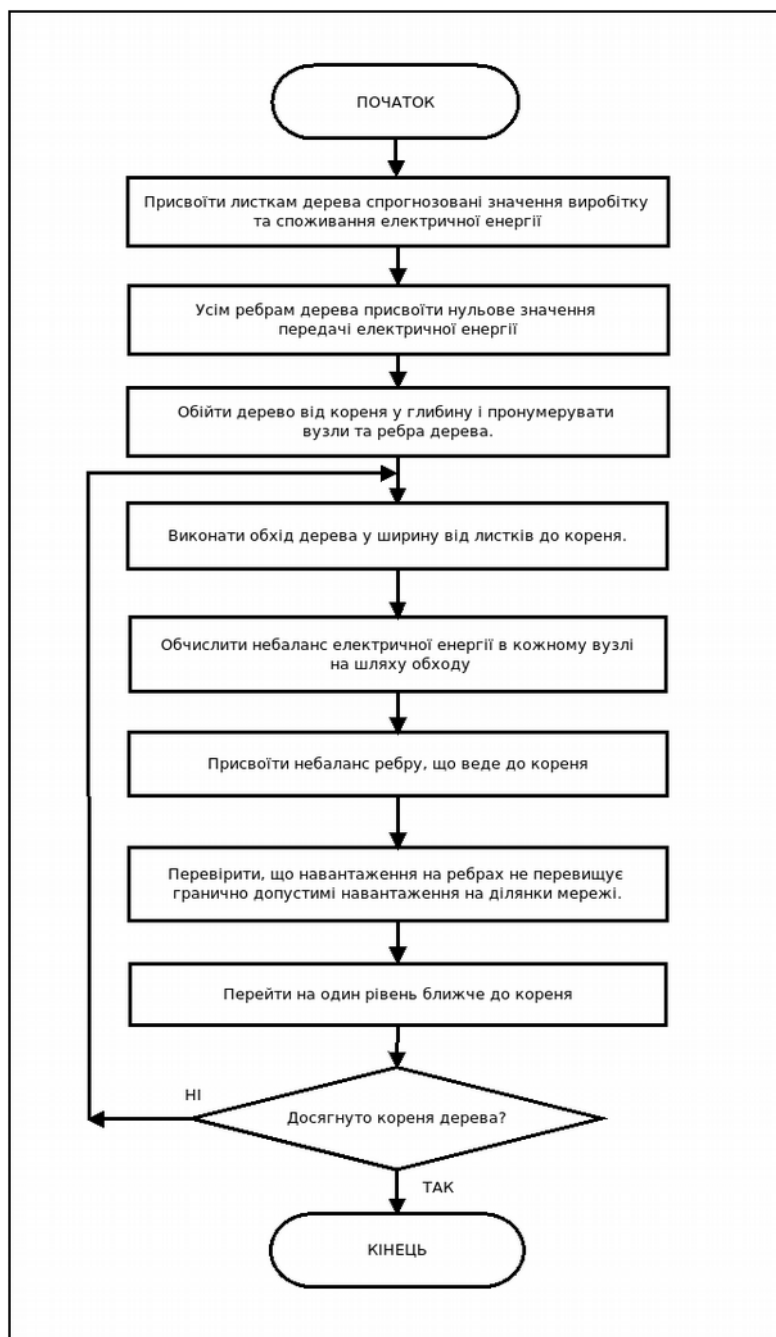 ПОЧАТОК
Присвоїти листкам дерева спрогнозовані значення виробітку
та споживання електричної енергії
Усім ребрам дерева присвоїти нульове значення
передачі електричної енергії
Обійти дерево від кореня у глибину і пронумерувати
вузли та ребра дерева.
Виконати обхід дерева у ширину від листків до кореня.
Обчислити небаланс електричної енергії в кожному вузлі
на шляху обходу
Присвоїти небаланс ребру, що веде до кореня
Перевірити, що навантаження на ребрах не перевищує
гранично допустимі навантаження на ділянки мережі.
Перейти на один рівень ближче до кореня
НІ
Досягнуто кореня дерева?
ТАК
КІНЕЦЬ